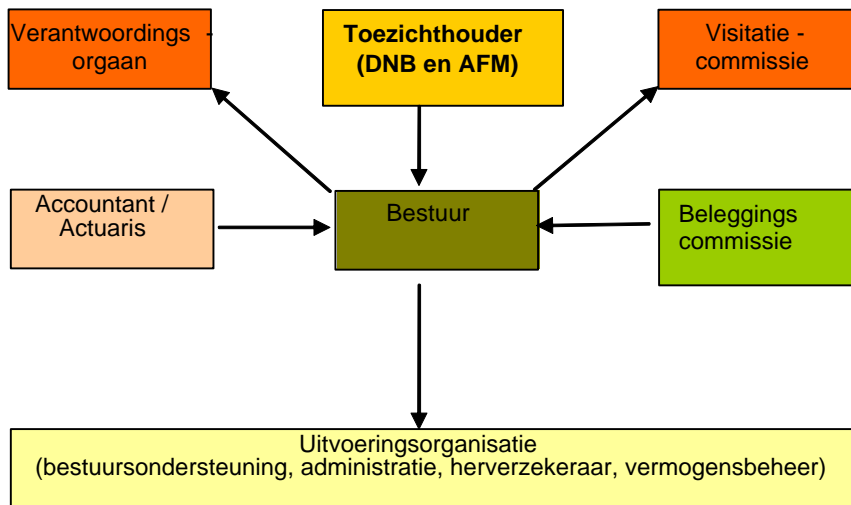 Verantwoordings -
orgaan
Toezichthouder
(DNB en AFM)
Visitatie -
commissie
Accountant /
Actuaris
Bestuur
Beleggings
commissie
Uitvoeringsorganisatie
(bestuursondersteuning, administratie, herverzekeraar, vermogensbeheer)